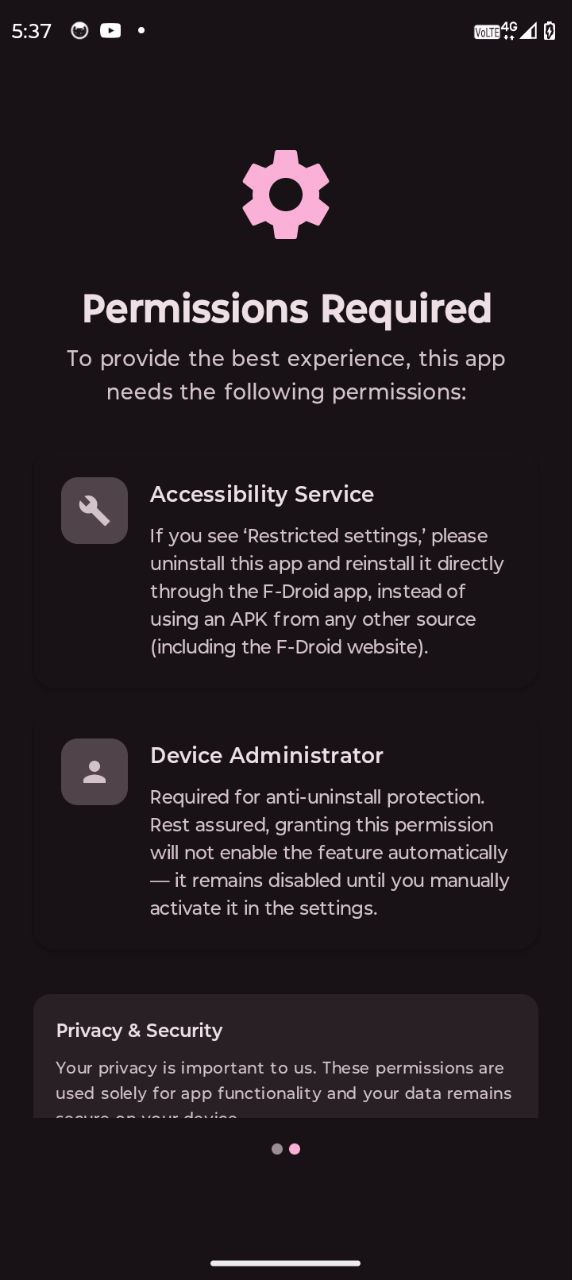 5:37
VoLTE 4G
Permissions Required
To provide the best experience, this app
needs the following permissions:
Accessibility Service
If you see ‘Restricted settings,’ please
uninstall this app and reinstall it directly
through the F-Droid app, instead of
using an APK from any other source
(including the F-Droid website).
Device Administrator
Required for anti-uninstall protection.
Rest assured, granting this permission
will not enable the feature automatically
— it remains disabled until you manually
activate it in the settings.
Privacy & Security
Your privacy is important to us. These permissions are
used solely for app functionality and your data remains
secure on your device.